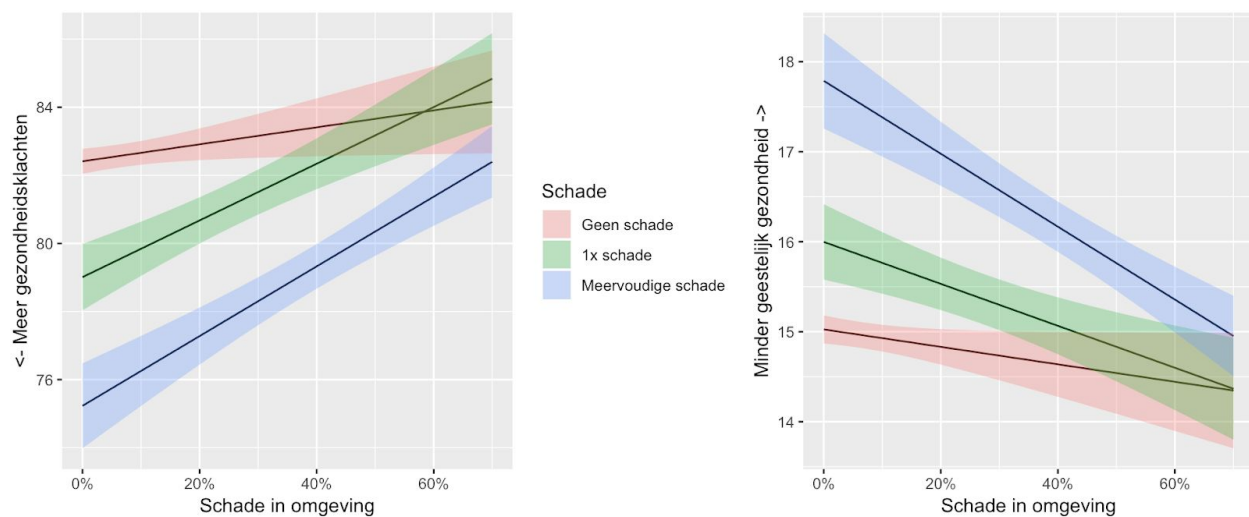 <- Meer gezondheidsklachten
84
80
76
0%
20%
40%
60%
Schade in omgeving
Schade
Geen schade
1x schade
Meervoudige schade
Minder geestelijk gezondheid ->
18
17
16
15
14
0%
20%
40%
60%
Schade in omgeving